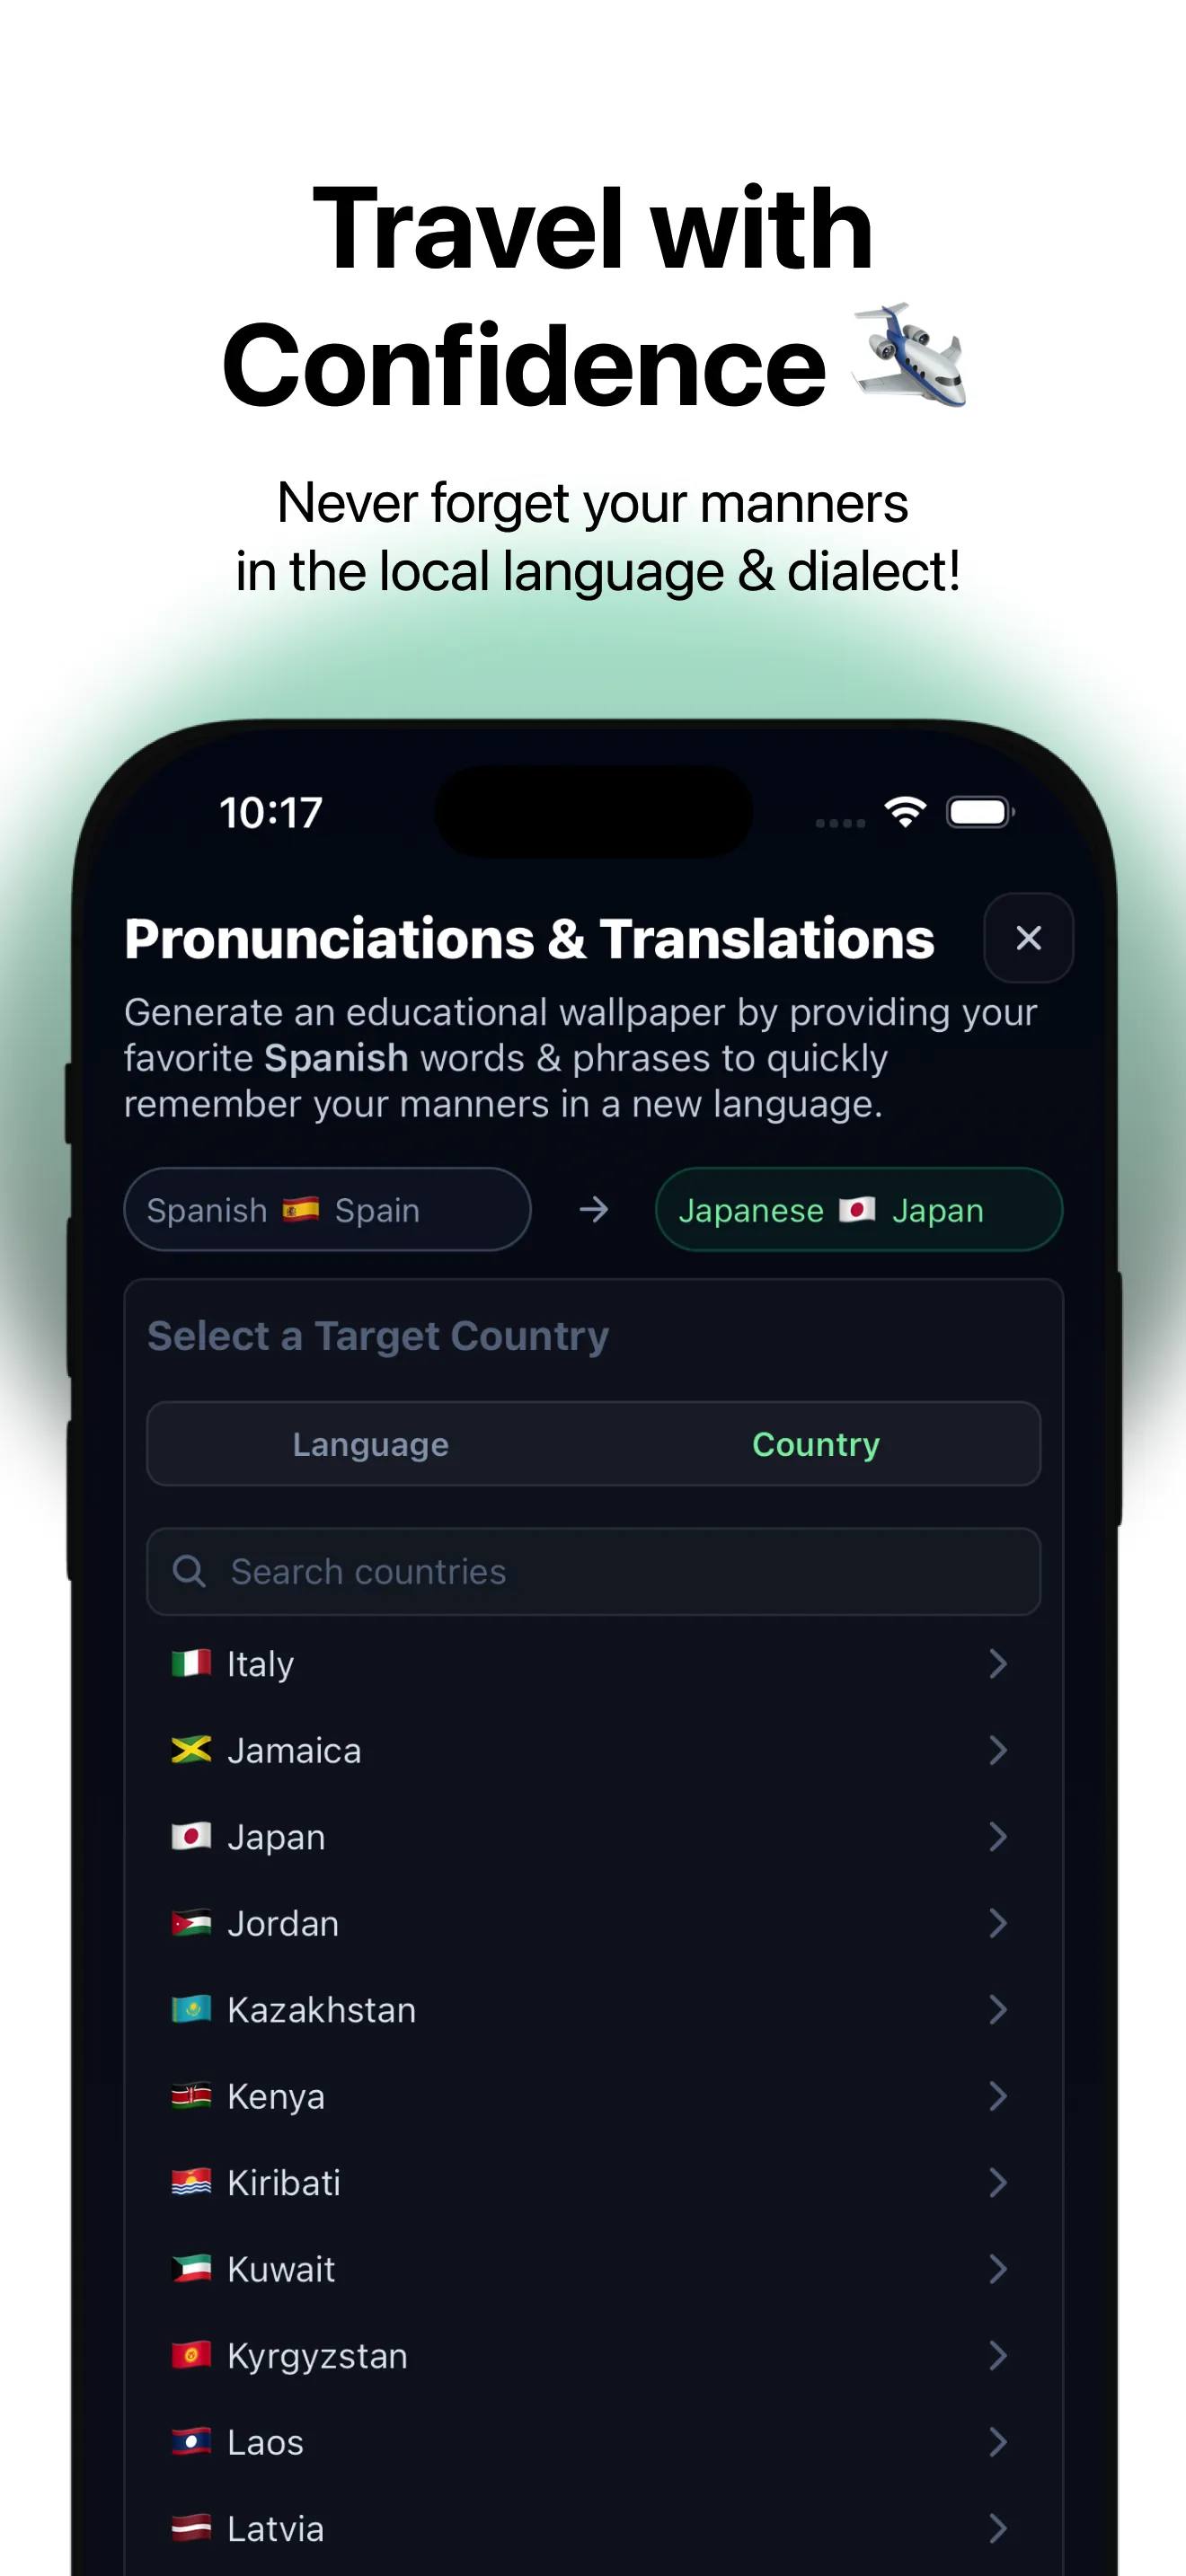 Travel with
Confidence
Never forget your manners
in the local language & dialect!
10:17
Pronunciations & Translations
Generate an educational wallpaper by providing your
favorite Spanish words & phrases to quickly
remember your manners in a new language.
Spanish 🇪🇸 Spain → Japanese 🇯🇵 Japan
Select a Target Country
Language Country
Search countries
Italy
Jamaica
Japan
Jordan
Kazakhstan
Kenya
Kiribati
Kuwait
Kyrgyzstan
Laos
Latvia